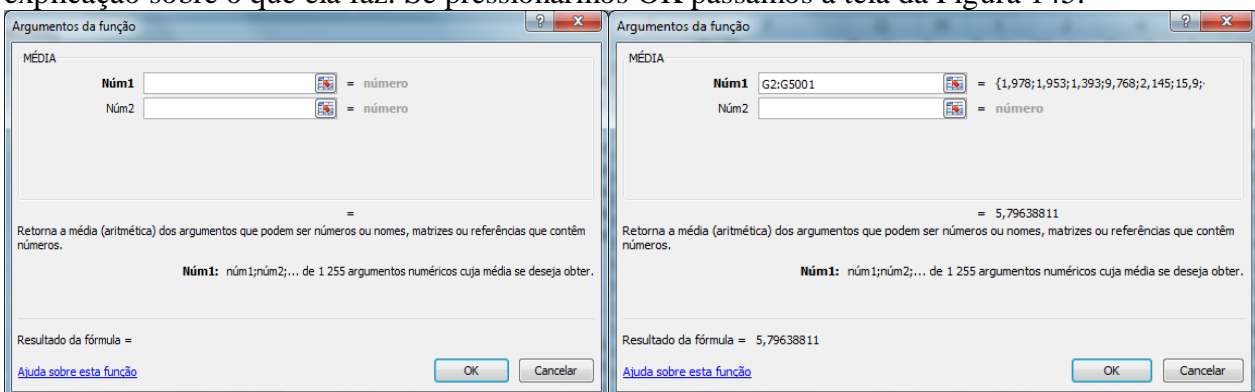 explicação sobre o que ela faz. Se pressionarmos OK passamos à tela da Figura 145.
Argumentos da função
MÉDIA
Núm1 = número
Núm2 = número
=
Retorna a média (aritmética) dos argumentos que podem ser números ou nomes, matrizes ou referências que contêm
números.
Núm1: núm1;núm2;... de 1 255 argumentos numéricos cuja média se deseja obter.
Resultado da fórmula =
Ajuda sobre esta função
OK
Cancelar
Argumentos da função
MÉDIA
Núm1 G2:G5001 = {1,978;1,953;1,393;9,768;2,145;15,9;
Núm2 = número
= 5,79638811
Retorna a média (aritmética) dos argumentos que podem ser números ou nomes, matrizes ou referências que contêm
números.
Núm1: núm1;núm2;... de 1 255 argumentos numéricos cuja média se deseja obter.
Resultado da fórmula = 5,79638811
Ajuda sobre esta função
OK
Cancelar